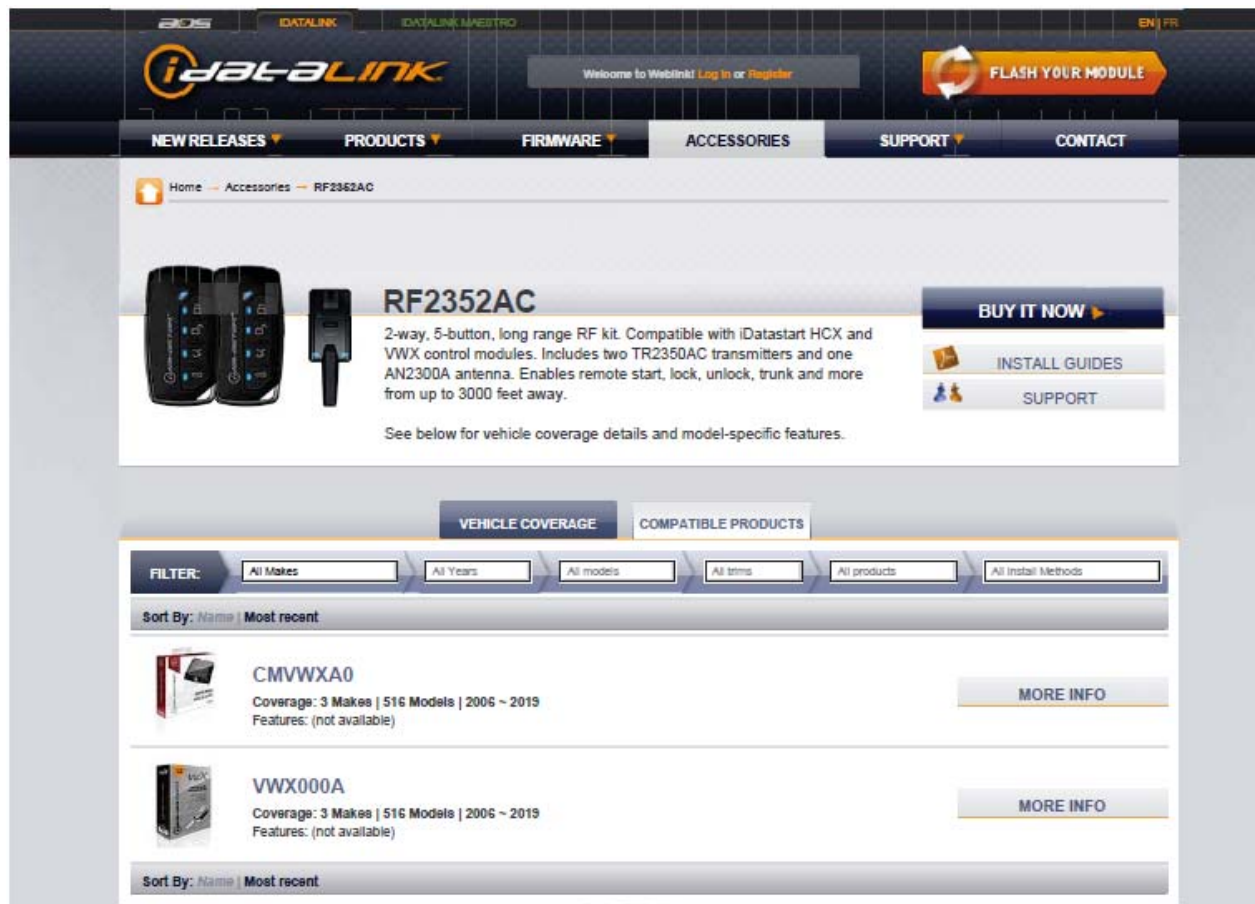 aos IDATALINK IDATALINK MAESTRO EN | FR
idatalink
Welcome to Weblink! Log In or Register
FLASH YOUR MODULE
NEW RELEASES PRODUCTS FIRMWARE ACCESSORIES SUPPORT CONTACT
Home → Accessories → RF2352AC
RF2352AC
2-way, 5-button, long range RF kit. Compatible with iDatastart HCX and
VWX control modules. Includes two TR2350AC transmitters and one
AN2300A antenna. Enables remote start, lock, unlock, trunk and more
from up to 3000 feet away.
See below for vehicle coverage details and model-specific features.
BUY IT NOW
INSTALL GUIDES
SUPPORT
VEHICLE COVERAGE COMPATIBLE PRODUCTS
FILTER: All Makes All Years All models All trims All products All Install Methods
Sort By: Name | Most recent
CMVWXA0
Coverage: 3 Makes | 516 Models | 2006 ~ 2019
Features: (not available)
MORE INFO
VWX000A
Coverage: 3 Makes | 516 Models | 2006 ~ 2019
Features: (not available)
MORE INFO
Sort By: Name | Most recent